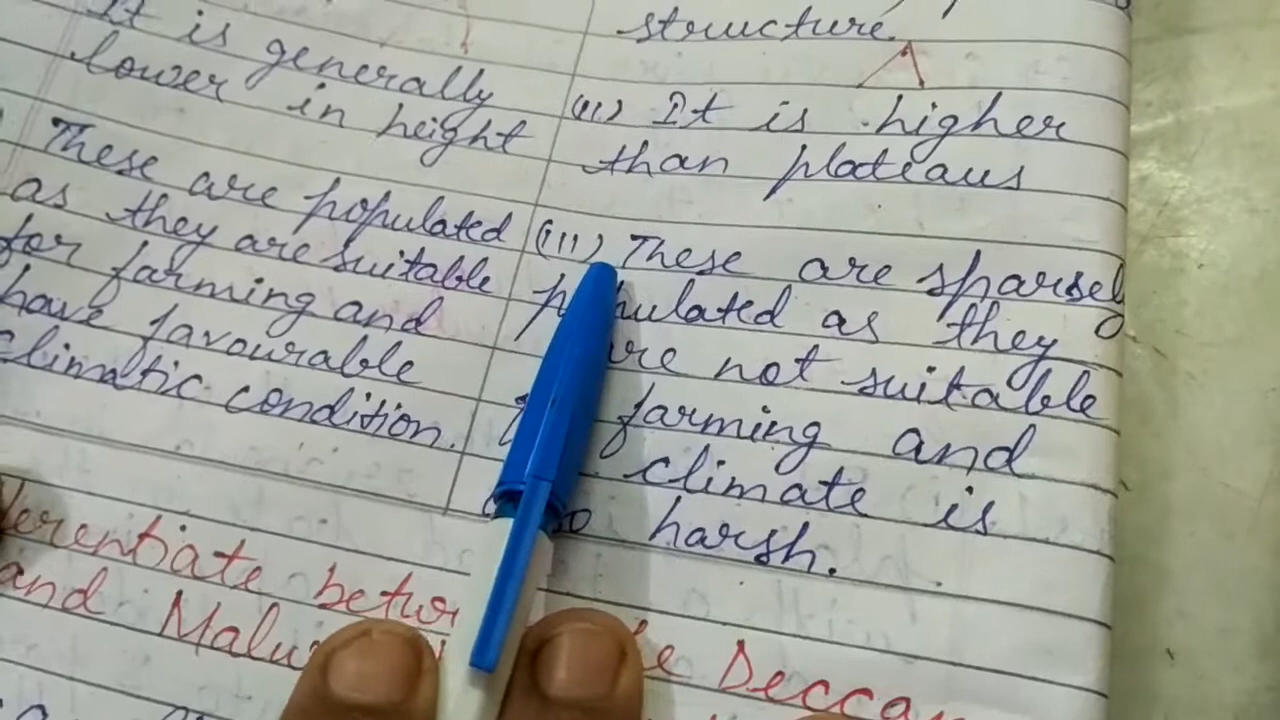 It is generally
lower in height
These are populated
as they are suitable
for farming and
have favourable
climatic condition.
structure.
(ii) It is higher
than plateaus
(iii) These are sparsely
populated as they
are not suitable
farming and
climate is
harsh.
and Deccan